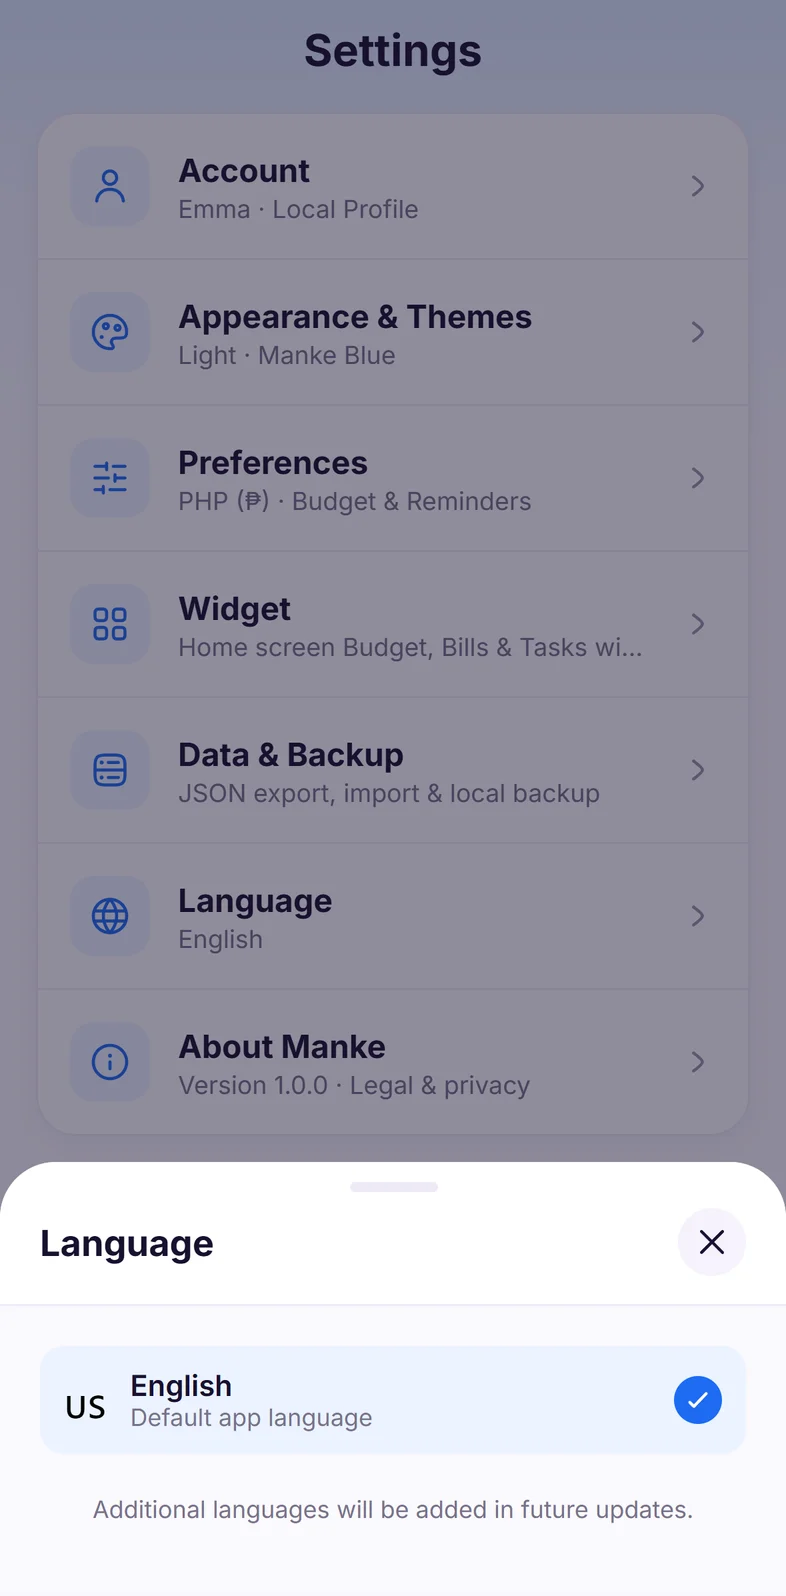 Settings
Account
Emma · Local Profile
Appearance & Themes
Light · Manke Blue
Preferences
PHP (₱) · Budget & Reminders
Widget
Home screen Budget, Bills & Tasks wi...
Data & Backup
JSON export, import & local backup
Language
English
About Manke
Version 1.0.0 · Legal & privacy
Language
US
English
Default app language
Additional languages will be added in future updates.